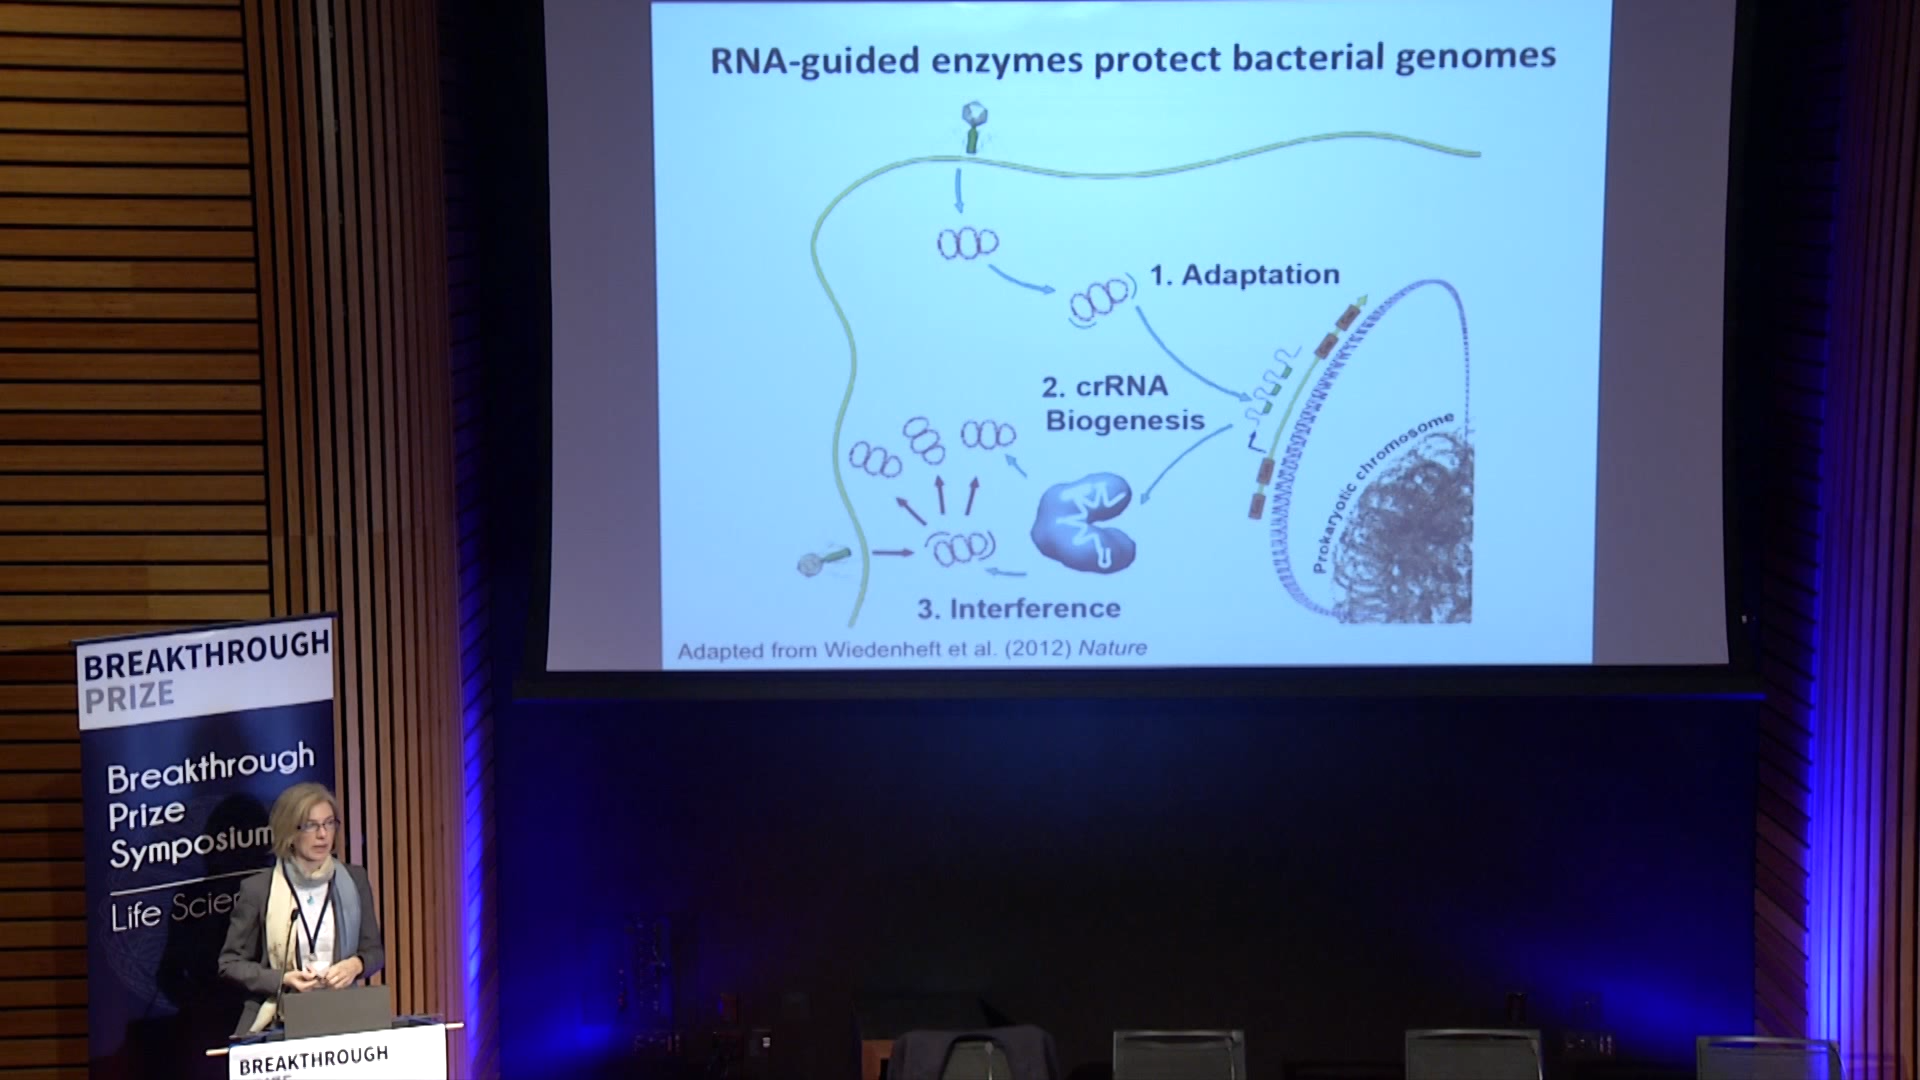 RNA-guided enzymes protect bacterial genomes
1. Adaptation
2. crRNA
Biogenesis
Prokaryotic chromosome
3. Interference
Adapted from Wiedenheft et al. (2012) Nature
BREAKTHROUGH
PRIZE
Breakthrough
Prize
Symposium
Life Scie
BREAKTHROUGH